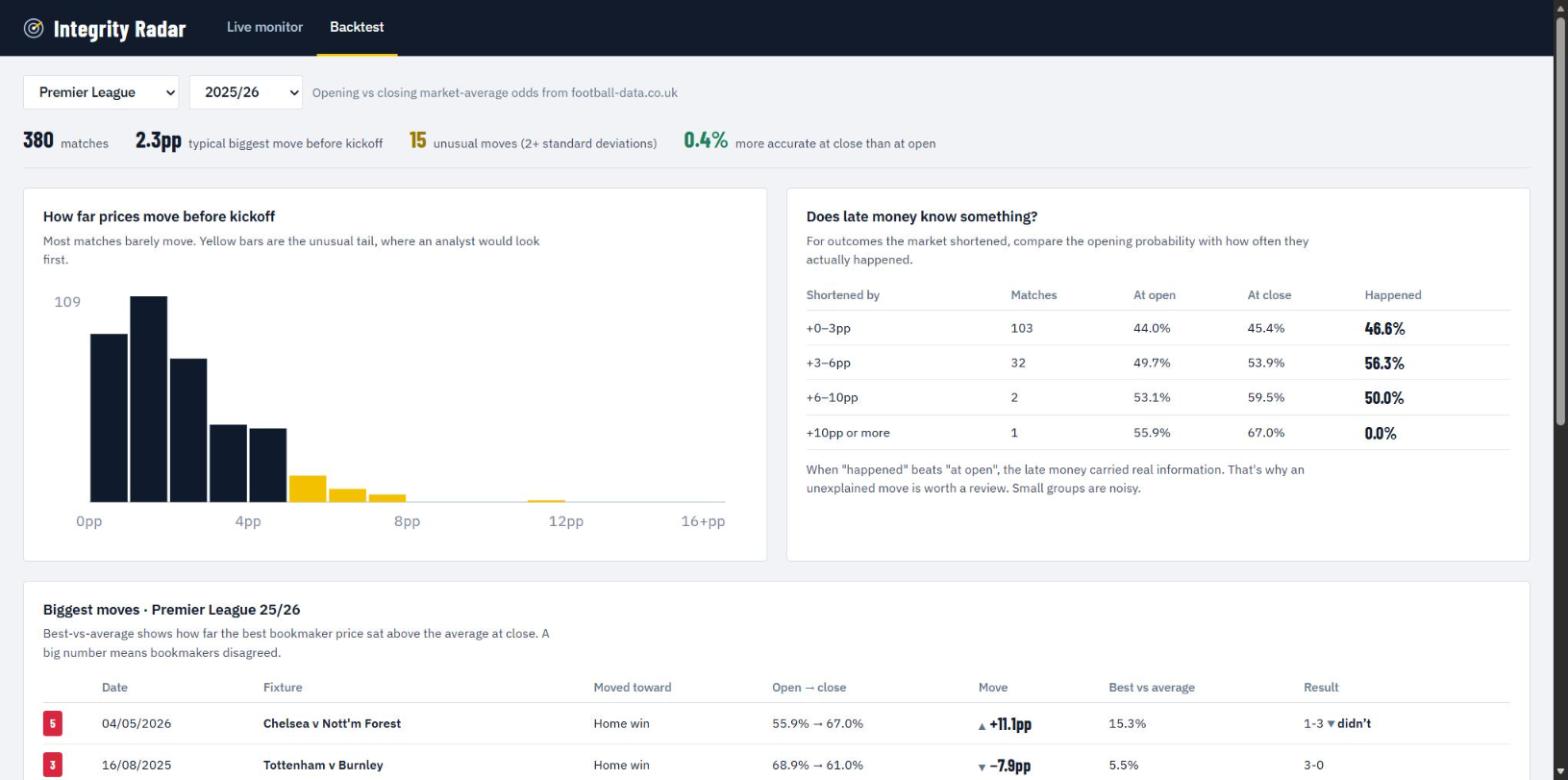 Integrity Radar Live monitor Backtest
Premier League 2025/26 Opening vs closing market-average odds from football-data.co.uk
380 matches 2.3pp typical biggest move before kickoff 15 unusual moves (2+ standard deviations) 0.4% more accurate at close than at open
How far prices move before kickoff
Most matches barely move. Yellow bars are the unusual tail, where an analyst would look
first.
109
0pp 4pp 8pp 12pp 16+pp
Does late money know something?
For outcomes the market shortened, compare the opening probability with how often they
actually happened.
Shortened by Matches At open At close Happened
+0–3pp 103 44.0% 45.4% 46.6%
+3–6pp 32 49.7% 53.9% 56.3%
+6–10pp 2 53.1% 59.5% 50.0%
+10pp or more 1 55.9% 67.0% 0.0%
When "happened" beats "at open", the late money carried real information. That's why an
unexplained move is worth a review. Small groups are noisy.
Biggest moves · Premier League 25/26
Best-vs-average shows how far the best bookmaker price sat above the average at close. A
big number means bookmakers disagreed.
Date Fixture Moved toward Open → close Move Best vs average Result
5 04/05/2026 Chelsea v Nott'm Forest Home win 55.9% → 67.0% ▲ +11.1pp 15.3% 1-3 ▼ didn't
3 16/08/2025 Tottenham v Burnley Home win 68.9% → 61.0% ▼ −7.9pp 5.5% 3-0